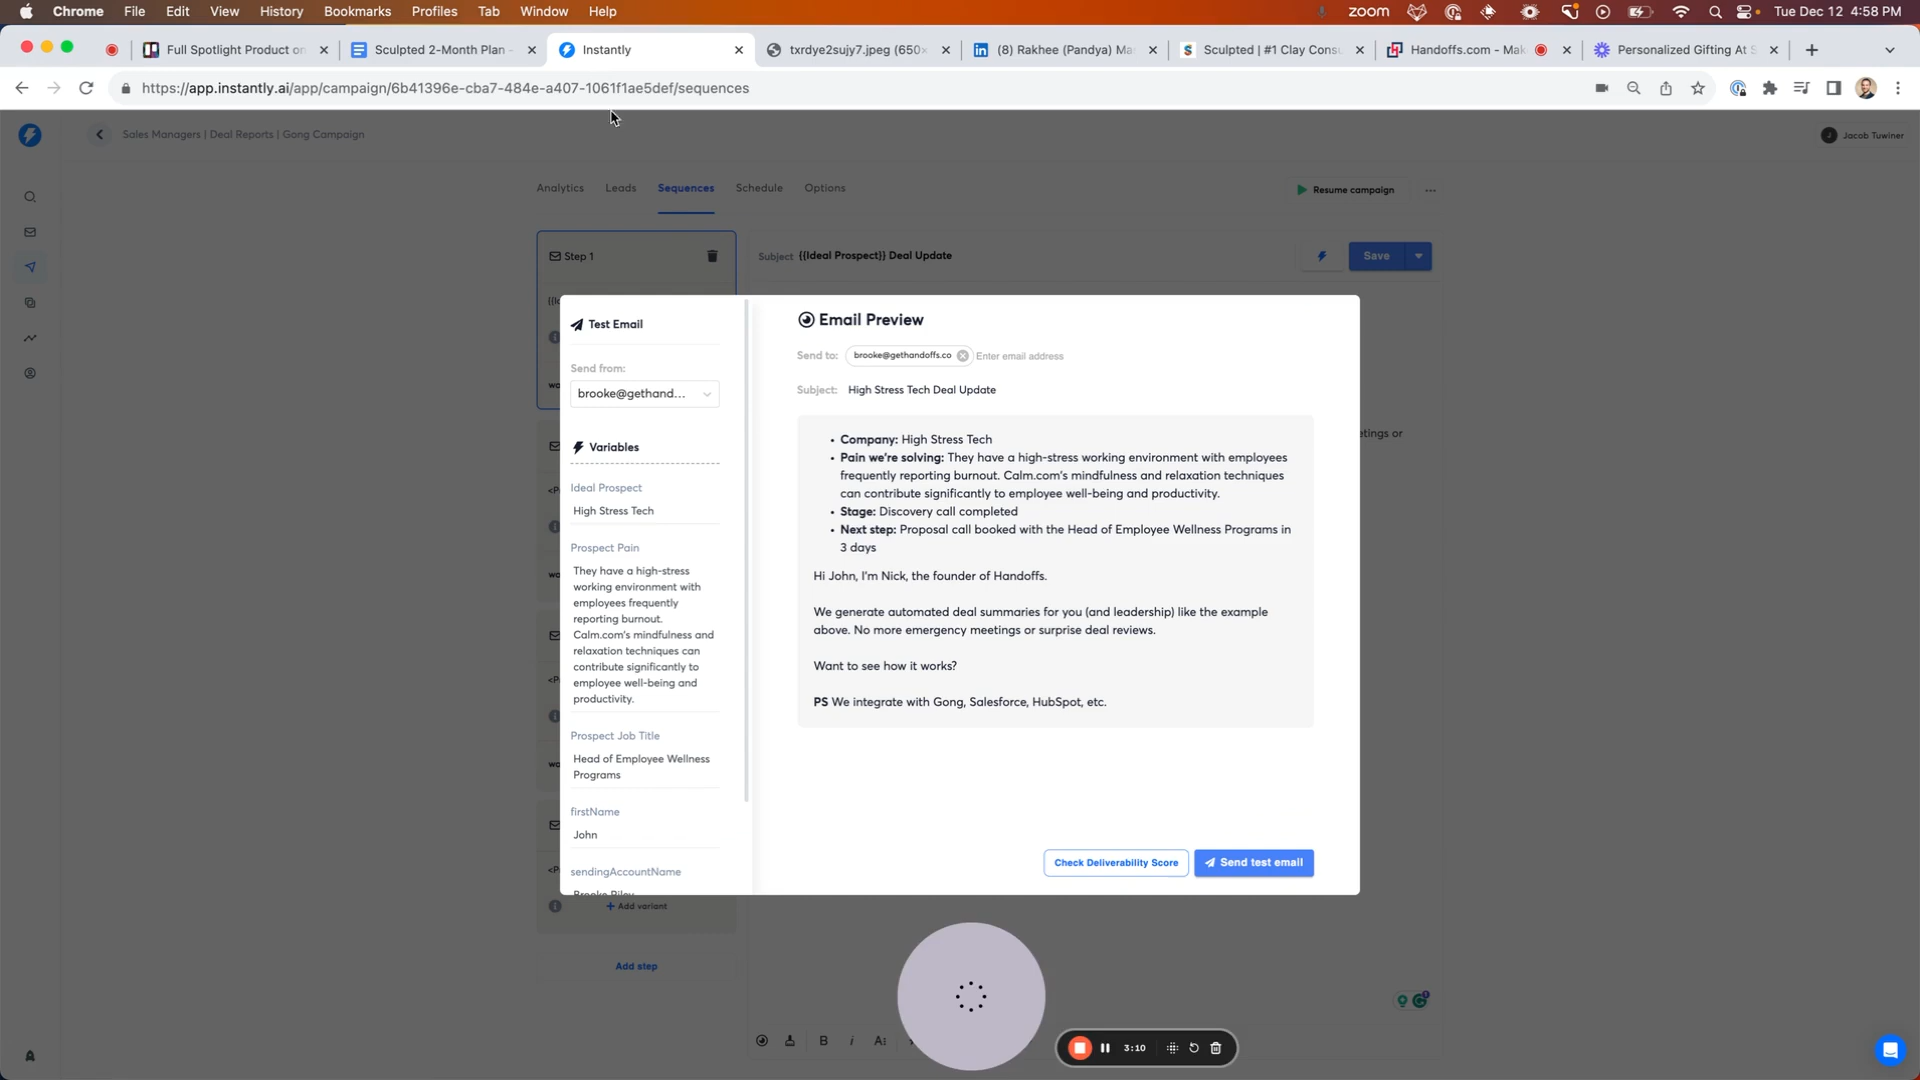 Chrome File Edit View History Bookmarks Profiles Tab Window Help zoom Tue Dec 12 4:58 PM
Full Spotlight Product on Sculpted 2-Month Plan - Instantly txrdye2sujy7.jpeg (650× (8) Rakhee (Pandya) Ma Sculpted | #1 Clay Consu Handoffs.com - Mak Personalized Gifting At S
https://app.instantly.ai/app/campaign/6b41396e-cba7-484e-a407-1061f1ae5def/sequences
Sales Managers | Deal Reports | Gong Campaign
J Jacob Tuwiner
Analytics Leads Sequences Schedule Options
Resume campaign
Step 1
Subject {{Ideal Prospect}} Deal Update
Save
Test Email
Send from:
brooke@gethand...
Variables
Ideal Prospect
High Stress Tech
Prospect Pain
They have a high-stress
working environment with
employees frequently
reporting burnout.
Calm.com's mindfulness and
relaxation techniques can
contribute significantly to
employee well-being and
productivity.
Prospect Job Title
Head of Employee Wellness
Programs
firstName
John
sendingAccountName
Brooke Riley
Email Preview
Send to: brooke@gethandoffs.co Enter email address
Subject: High Stress Tech Deal Update
• Company: High Stress Tech
• Pain we're solving: They have a high-stress working environment with employees
frequently reporting burnout. Calm.com's mindfulness and relaxation techniques
can contribute significantly to employee well-being and productivity.
• Stage: Discovery call completed
• Next step: Proposal call booked with the Head of Employee Wellness Programs in
3 days
Hi John, I'm Nick, the founder of Handoffs.
We generate automated deal summaries for you (and leadership) like the example
above. No more emergency meetings or surprise deal reviews.
Want to see how it works?
PS We integrate with Gong, Salesforce, HubSpot, etc.
Check Deliverability Score
Send test email
etings or
+ Add variant
Add step
B i A
3:10